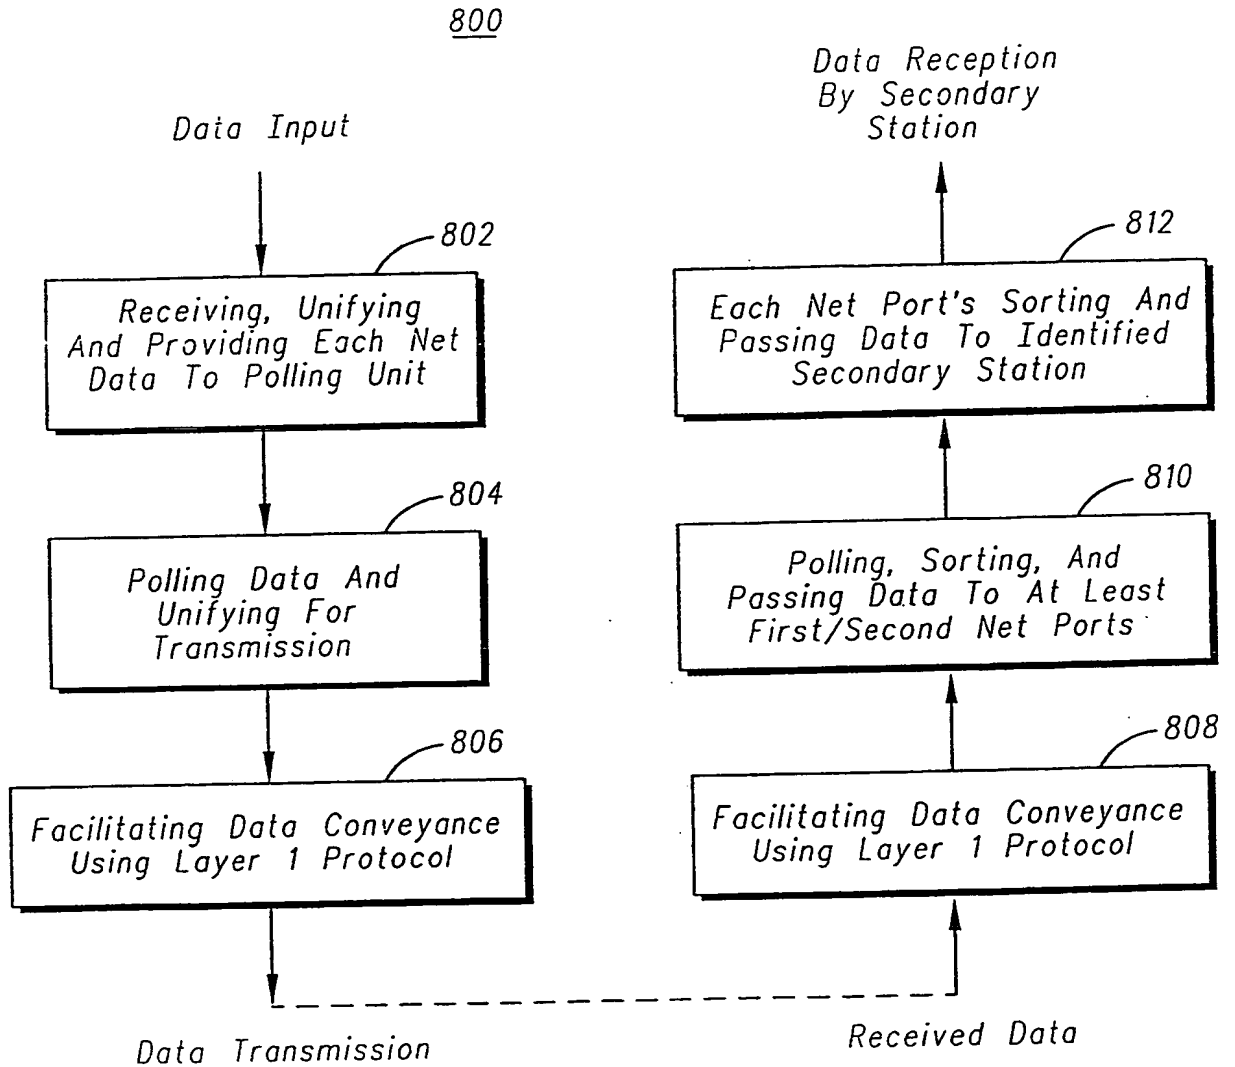 800
Data Input
802
Receiving, Unifying
And Providing Each Net
Data To Polling Unit
804
Polling Data And
Unifying For
Transmission
806
Facilitating Data Conveyance
Using Layer 1 Protocol
Data Transmission
Data Reception
By Secondary
Station
812
Each Net Port's Sorting And
Passing Data To Identified
Secondary Station
810
Polling, Sorting, And
Passing Data To At Least
First/Second Net Ports
808
Facilitating Data Conveyance
Using Layer 1 Protocol
Received Data